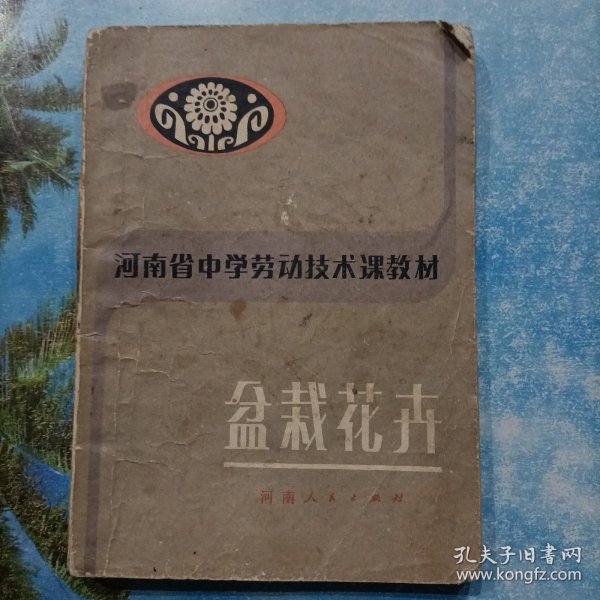 河南省中学劳动技术课教材
盆栽花卉
河南人民出版社
孔夫子旧书网
www.kongfz.com